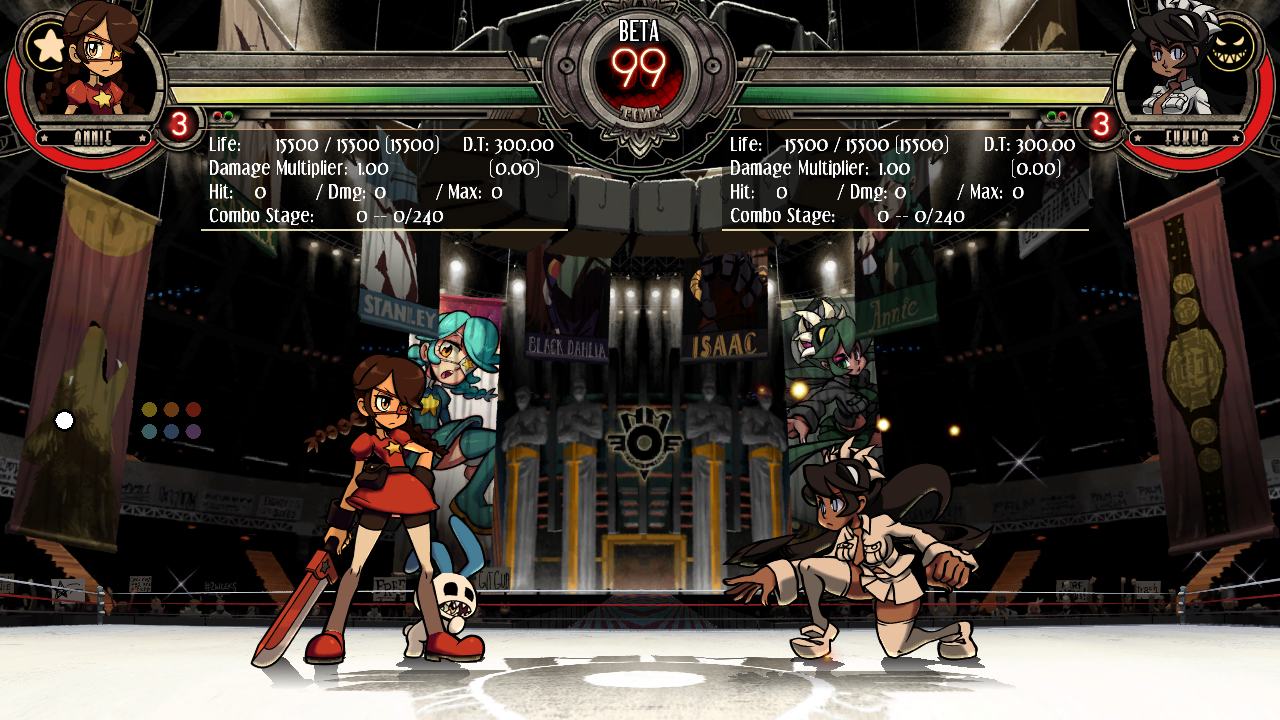 BETA
99
TIME
ANNIE
3
3
FUKUA
Life: 15500 / 15500 (15500) D.T: 300.00
Damage Multiplier: 1.00 (0.00)
Hit: 0 / Dmg: 0 / Max: 0
Combo Stage: 0 -- 0/240
Life: 15500 / 15500 (15500) D.T: 300.00
Damage Multiplier: 1.00 (0.00)
Hit: 0 / Dmg: 0 / Max: 0
Combo Stage: 0 -- 0/240
STANLEY
BLACK DAHLIA
ISAAC
Annie